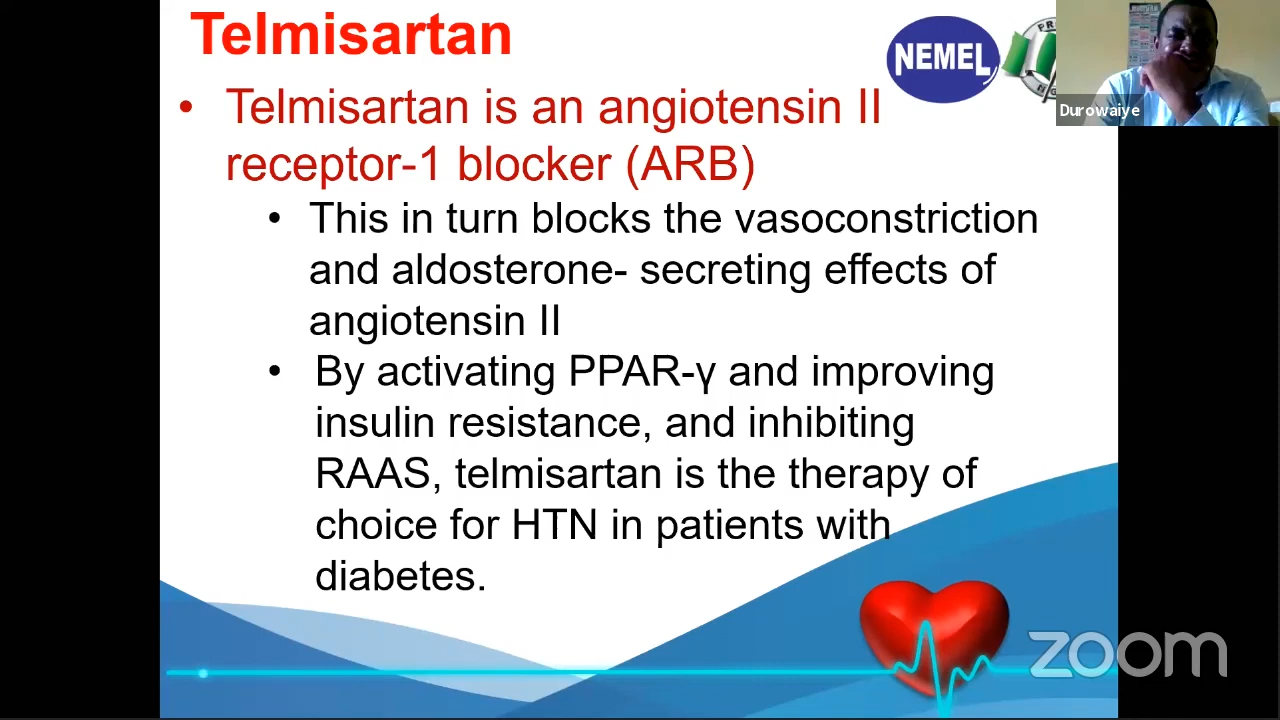 Telmisartan
NEMEL
Durowaiye
• Telmisartan is an angiotensin II
receptor-1 blocker (ARB)
• This in turn blocks the vasoconstriction
and aldosterone- secreting effects of
angiotensin II
• By activating PPAR-γ and improving
insulin resistance, and inhibiting
RAAS, telmisartan is the therapy of
choice for HTN in patients with
diabetes.
zoom